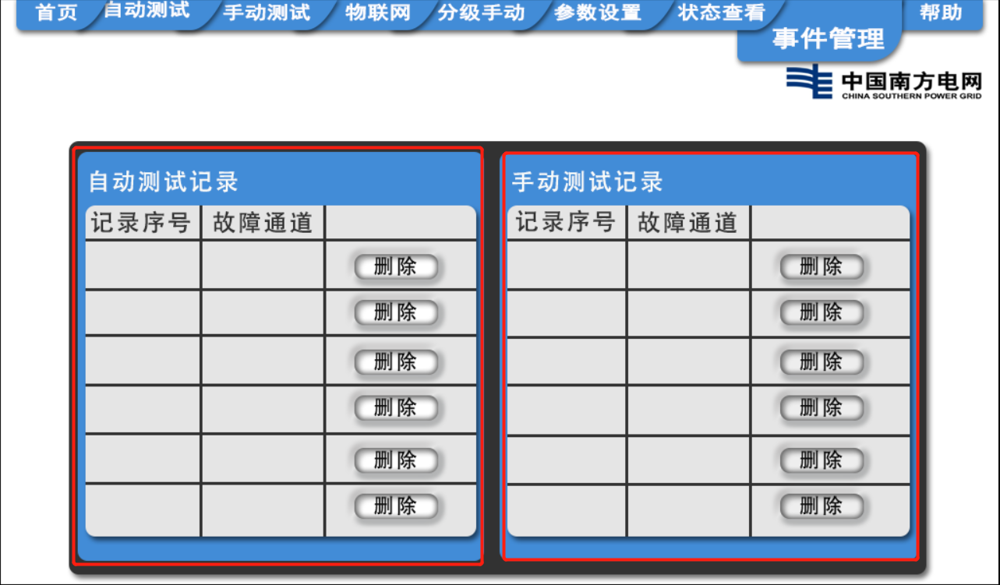 首页 自动测试 手动测试 物联网 分级手动 参数设置 状态查看 事件管理 帮助
中国南方电网
CHINA SOUTHERN POWER GRID
自动测试记录
记录序号 故障通道
删除
删除
删除
删除
删除
删除
手动测试记录
记录序号 故障通道
删除
删除
删除
删除
删除
删除